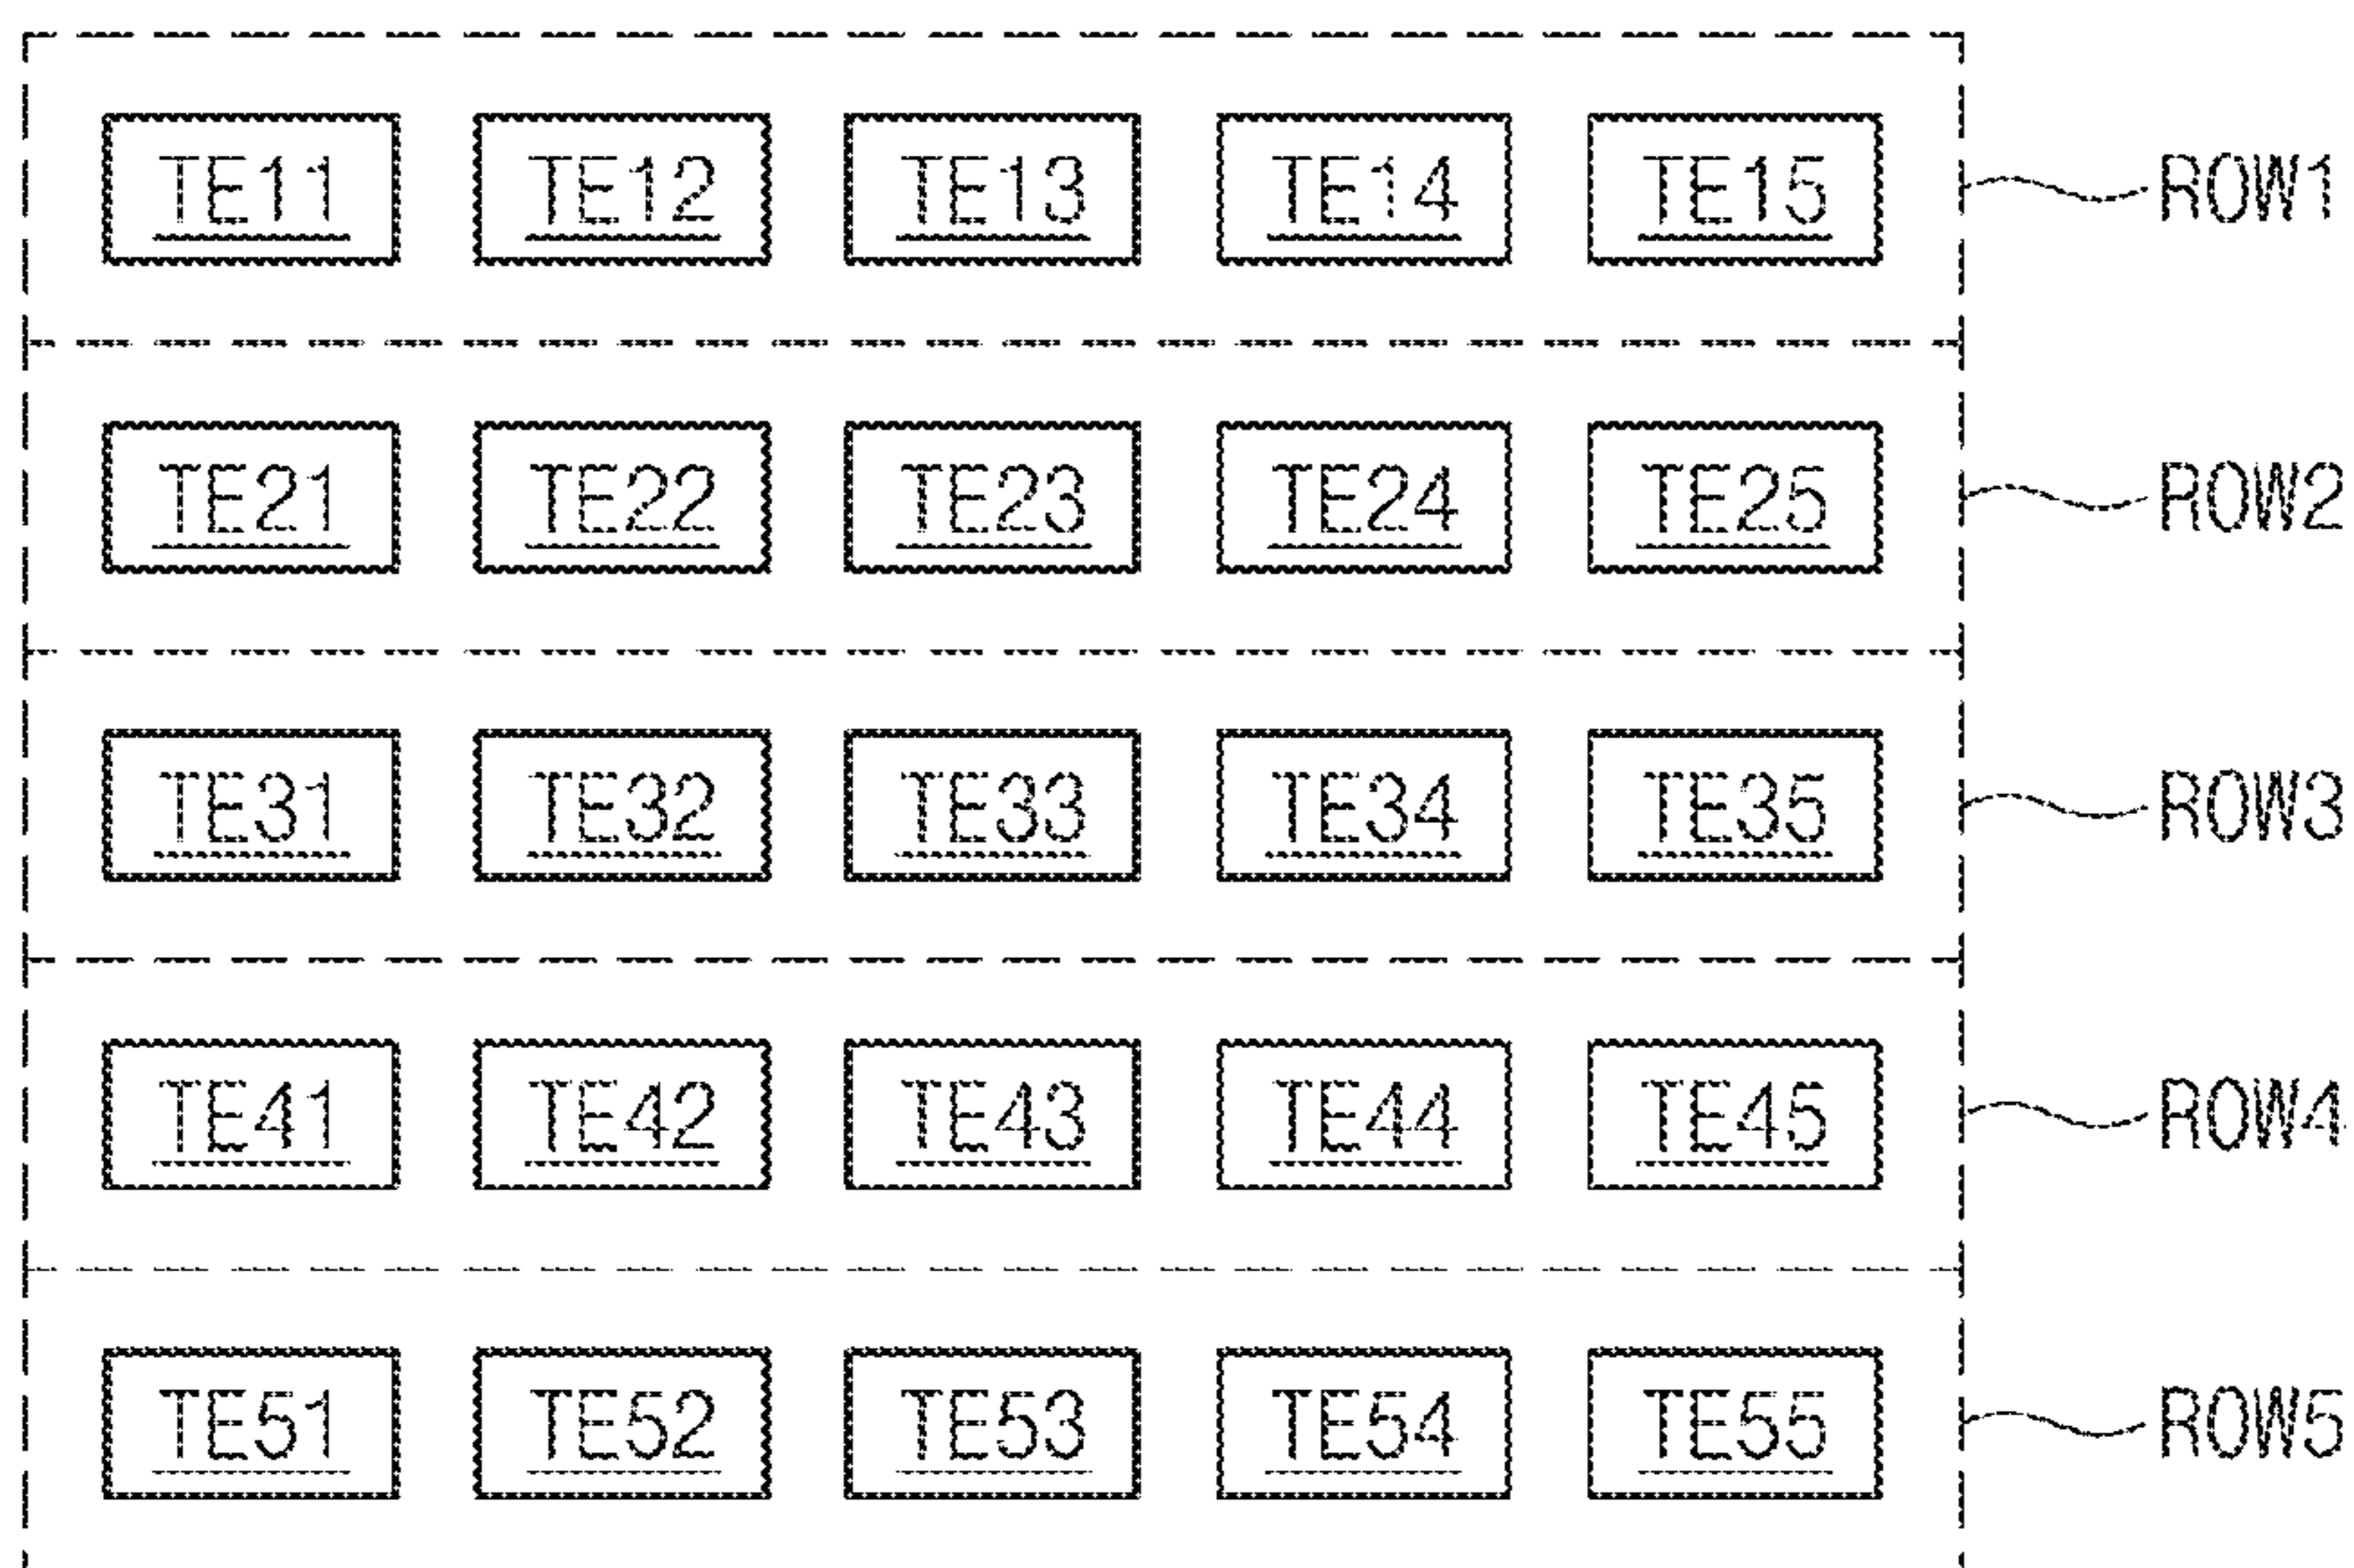 TE11 TE12 TE13 TE14 TE15 ROW1
TE21 TE22 TE23 TE24 TE25 ROW2
TE31 TE32 TE33 TE34 TE35 ROW3
TE41 TE42 TE43 TE44 TE45 ROW4
TE51 TE52 TE53 TE54 TE55 ROW5